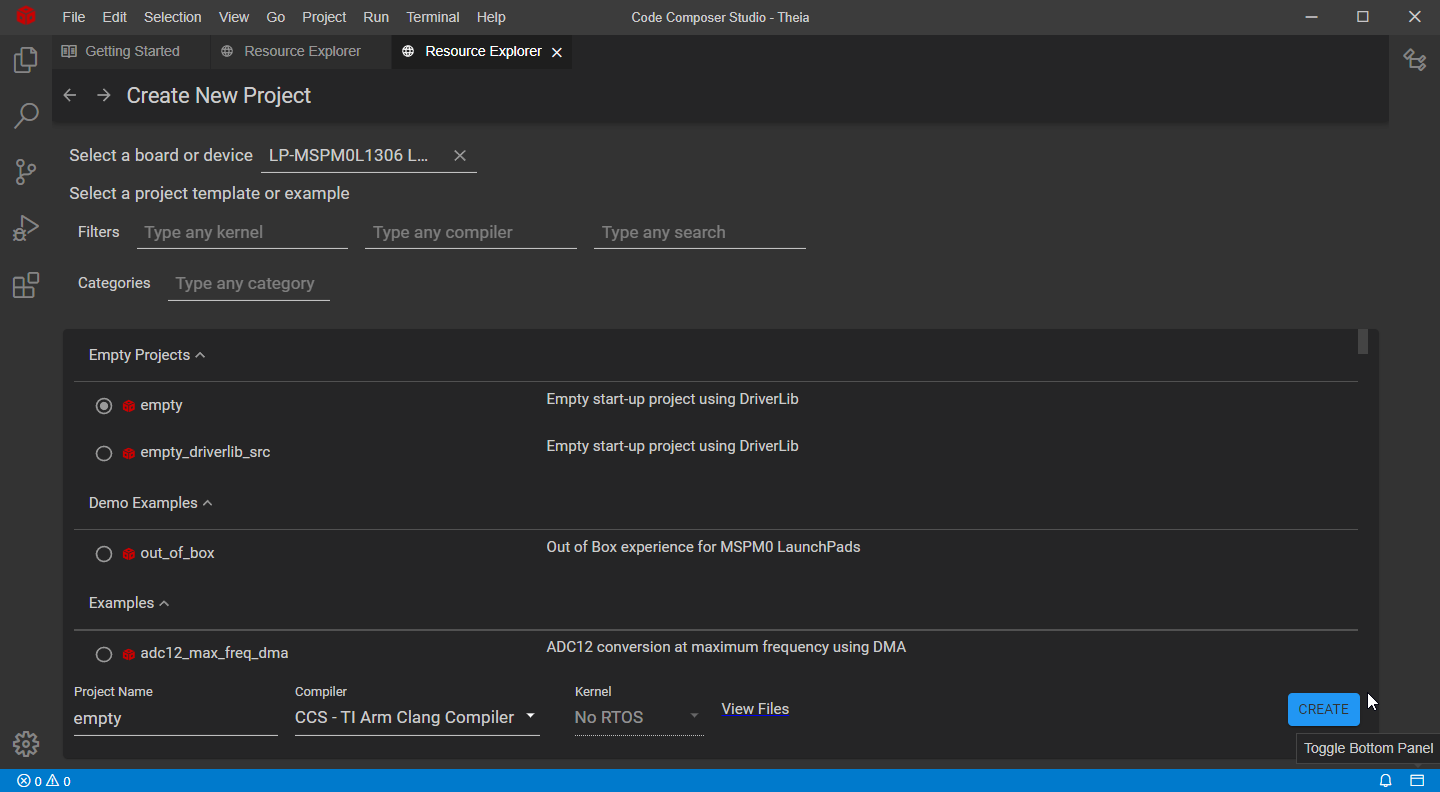 File Edit Selection View Go Project Run Terminal Help Code Composer Studio - Theia
Getting Started Resource Explorer Resource Explorer
Create New Project
Select a board or device LP-MSPM0L1306 L...
Select a project template or example
Filters Type any kernel Type any compiler Type any search
Categories Type any category
Empty Projects
empty Empty start-up project using DriverLib
empty_driverlib_src Empty start-up project using DriverLib
Demo Examples
out_of_box Out of Box experience for MSPM0 LaunchPads
Examples
adc12_max_freq_dma ADC12 conversion at maximum frequency using DMA
Project Name Compiler Kernel
empty CCS - TI Arm Clang Compiler No RTOS View Files CREATE
Toggle Bottom Panel
0 0